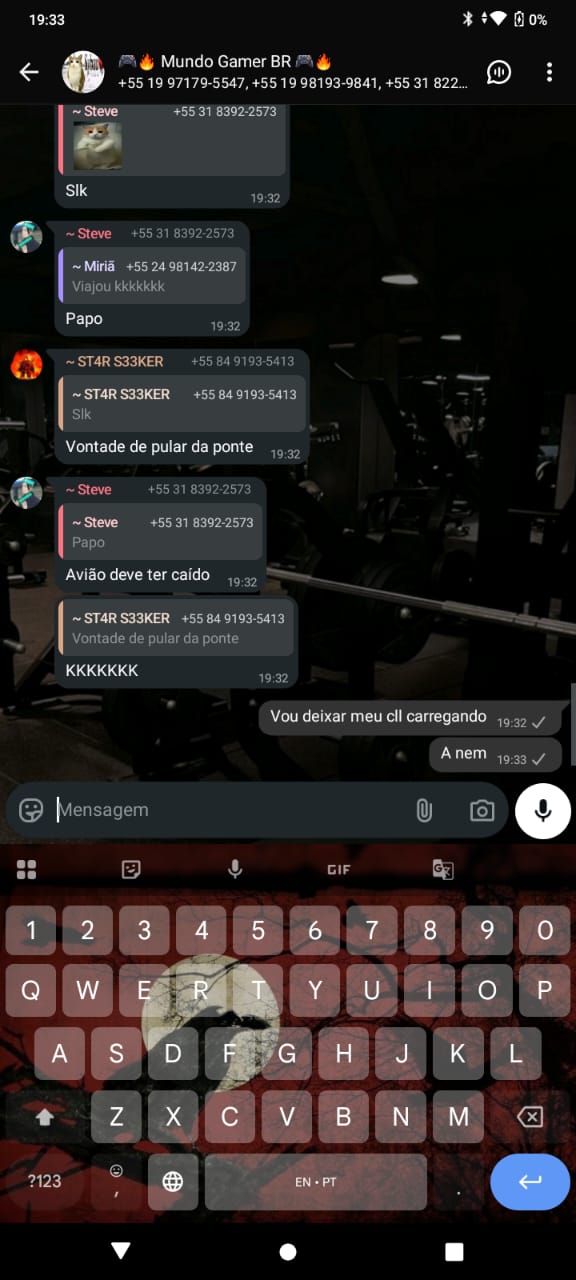 19:33
0%
🎮🔥 Mundo Gamer BR 🎮🔥
+55 19 97179-5547, +55 19 98193-9841, +55 31 822...
~ Steve +55 31 8392-2573
Slk
19:32
~ Steve +55 31 8392-2573
~ Miriã +55 24 98142-2387
Viajou kkkkkkk
Papo
19:32
~ ST4R S33KER +55 84 9193-5413
~ ST4R S33KER +55 84 9193-5413
Slk
Vontade de pular da ponte 19:32
~ Steve +55 31 8392-2573
~ Steve +55 31 8392-2573
Papo
Avião deve ter caído 19:32
~ ST4R S33KER +55 84 9193-5413
Vontade de pular da ponte
KKKKKKK
19:32
Vou deixar meu cll carregando 19:32
A nem 19:33
Mensagem
GIF
1 2 3 4 5 6 7 8 9 0
Q W E R T Y U I O P
A S D F G H J K L
Z X C V B N M
?123 , EN • PT .